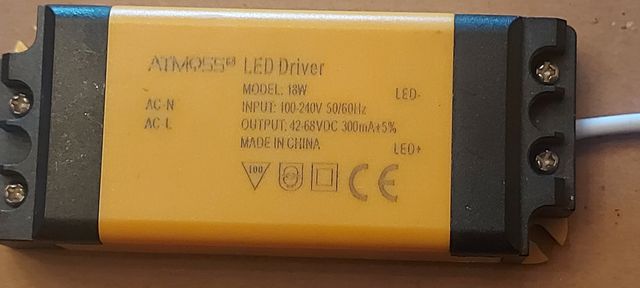 ATMOSS® LED Driver
MODEL: 18W
LED-
AC-N
INPUT: 100-240V 50/60Hz
AC-L
OUTPUT: 42-68VDC 300mA±5%
MADE IN CHINA
LED+
100
CE